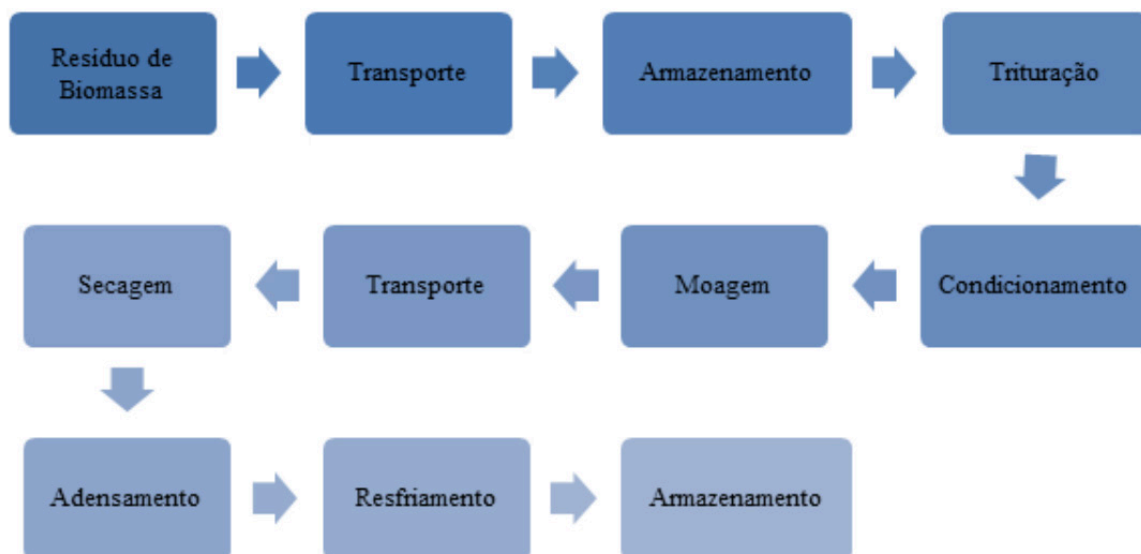 Resíduo de
Biomassa
Transporte
Armazenamento
Trituração
Condicionamento
Moagem
Transporte
Secagem
Adensamento
Resfriamento
Armazenamento